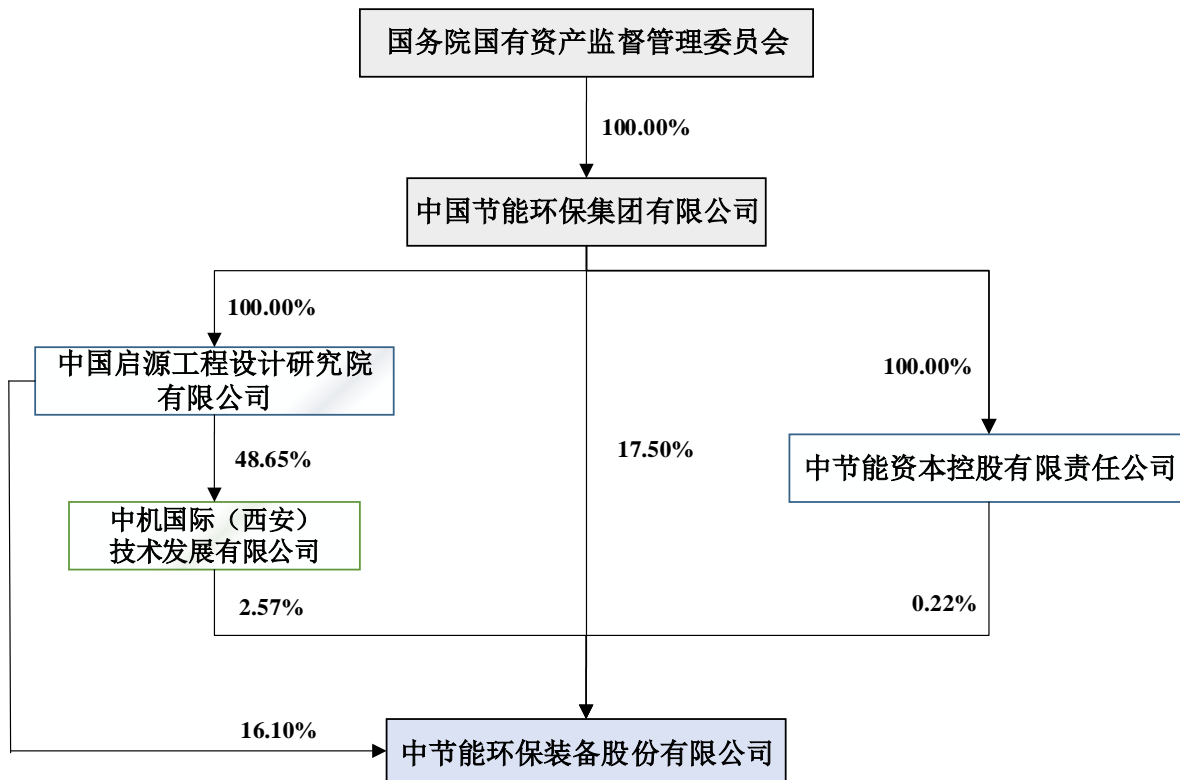 国务院国有资产监督管理委员会
100.00%
中国节能环保集团有限公司
100.00%
中国启源工程设计研究院
有限公司
100.00%
48.65%
17.50%
中节能资本控股有限责任公司
中机国际（西安）
技术发展有限公司
2.57%
0.22%
16.10%
中节能环保装备股份有限公司